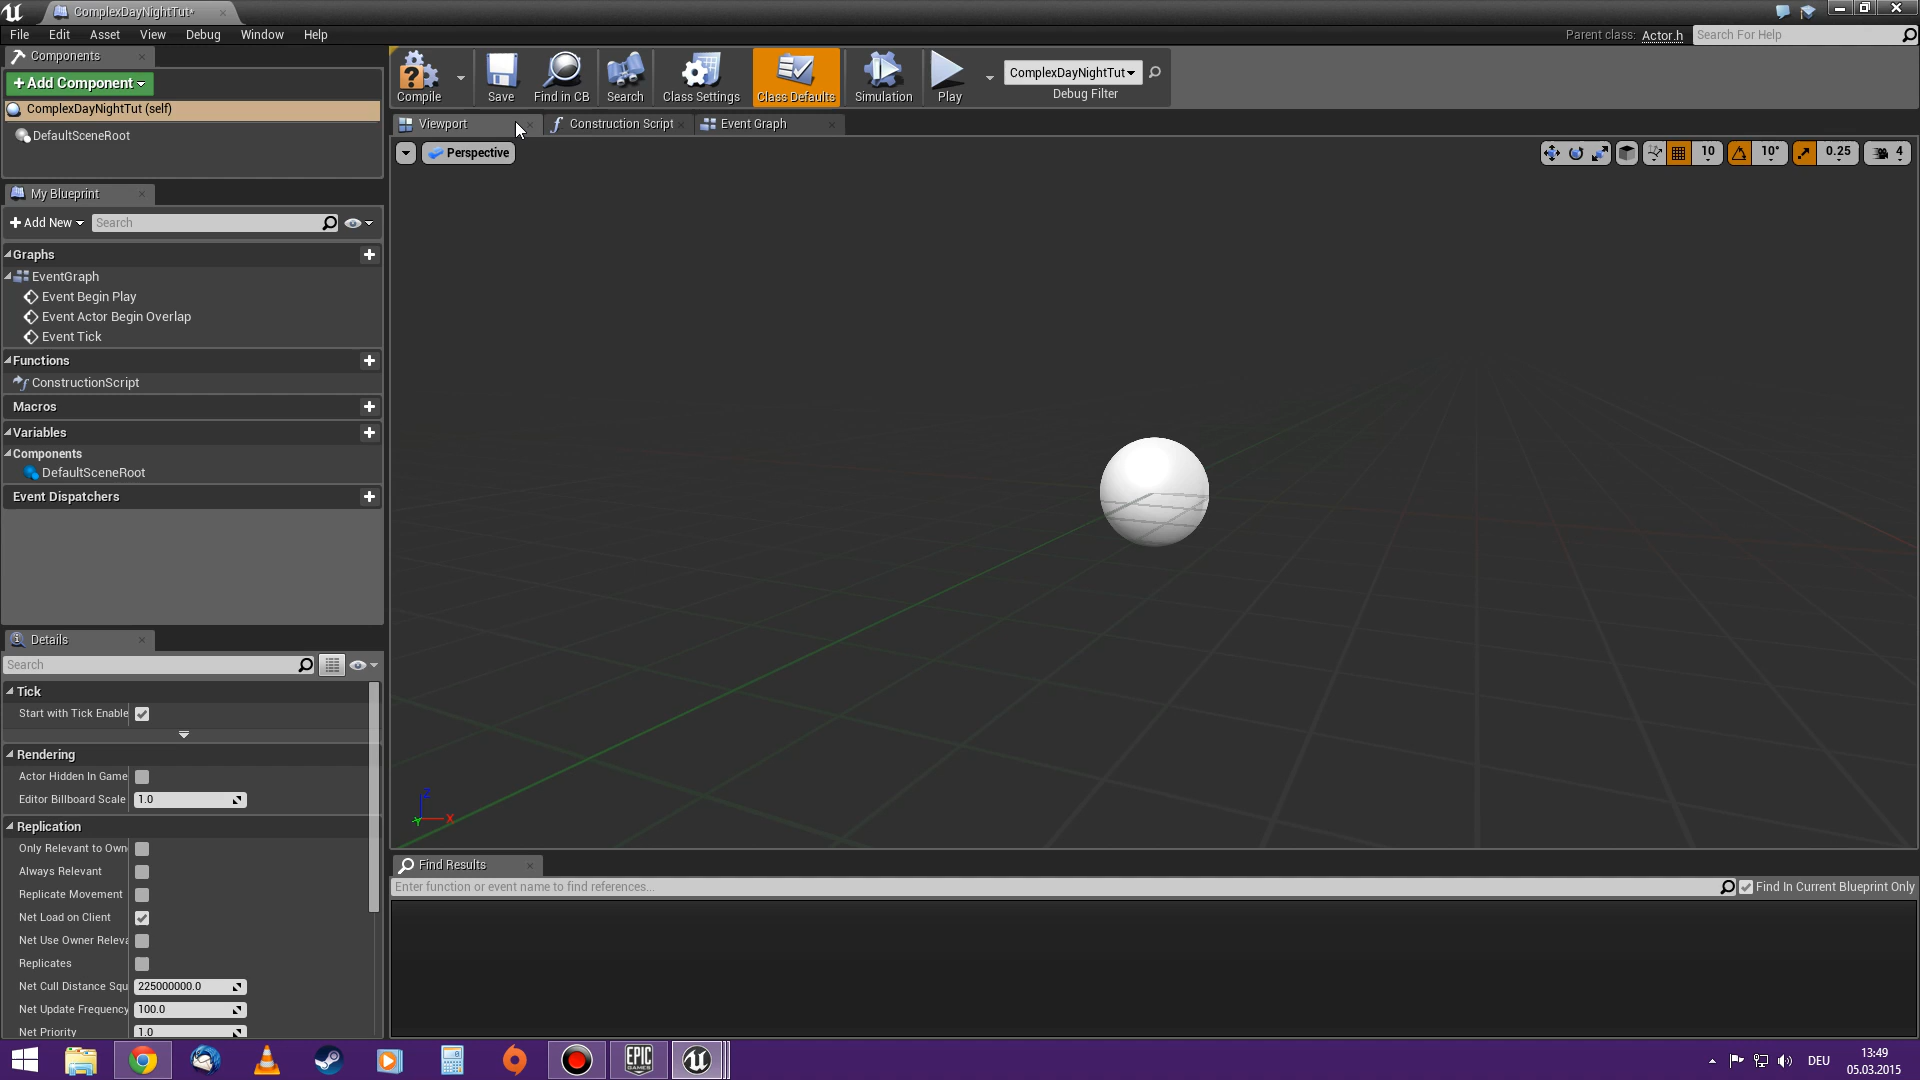 ComplexDayNightTut*
File Edit Asset View Debug Window Help
Parent class: Actor.h Search For Help
Components
+Add Component
ComplexDayNightTut (self)
DefaultSceneRoot
Compile Save Find in CB Search Class Settings Class Defaults Simulation Play
ComplexDayNightTut
Debug Filter
Viewport Construction Script Event Graph
Perspective
10 10° 0.25 4
My Blueprint
Add New Search
Graphs
EventGraph
Event Begin Play
Event Actor Begin Overlap
Event Tick
Functions
ConstructionScript
Macros
Variables
Components
DefaultSceneRoot
Event Dispatchers
Z
X
Y
Details
Search
Tick
Start with Tick Enable
Rendering
Actor Hidden In Game
Editor Billboard Scale 1.0
Replication
Only Relevant to Own
Always Relevant
Replicate Movement
Net Load on Client
Net Use Owner Releva
Replicates
Net Cull Distance Squ 225000000.0
Net Update Frequency 100.0
Net Priority 1.0
Find Results
Enter function or event name to find references...
Find In Current Blueprint Only
EPIC GAMES
DEU
13:49
05.03.2015